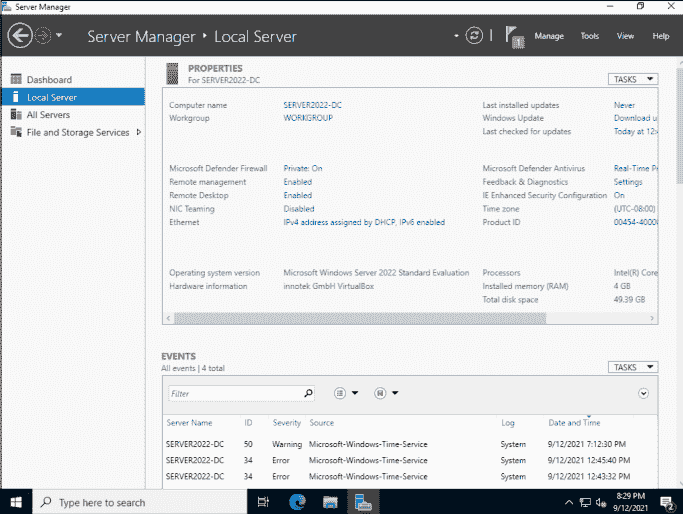 Server Manager
Server Manager • Local Server
1
Manage Tools View Help
Dashboard
Local Server
All Servers
File and Storage Services
PROPERTIES
For SERVER2022-DC
TASKS
Computer name SERVER2022-DC Last installed updates Never
Workgroup WORKGROUP Windows Update Download u
Last checked for updates Today at 12:
Microsoft Defender Firewall Private: On Microsoft Defender Antivirus Real-Time P
Remote management Enabled Feedback & Diagnostics Settings
Remote Desktop Enabled IE Enhanced Security Configuration On
NIC Teaming Disabled Time zone (UTC-08:00)
Ethernet IPv4 address assigned by DHCP, IPv6 enabled Product ID 00454-4000
Operating system version Microsoft Windows Server 2022 Standard Evaluation Processors Intel(R) Core
Hardware information innotek GmbH VirtualBox Installed memory (RAM) 4 GB
Total disk space 49.39 GB
EVENTS
All events | 4 total
TASKS
Filter
Server Name ID Severity Source Log Date and Time
SERVER2022-DC 50 Warning Microsoft-Windows-Time-Service System 9/12/2021 7:12:30 PM
SERVER2022-DC 34 Error Microsoft-Windows-Time-Service System 9/12/2021 12:45:40 PM
SERVER2022-DC 34 Error Microsoft-Windows-Time-Service System 9/12/2021 12:43:32 PM
Type here to search
8:29 PM
9/12/2021
2